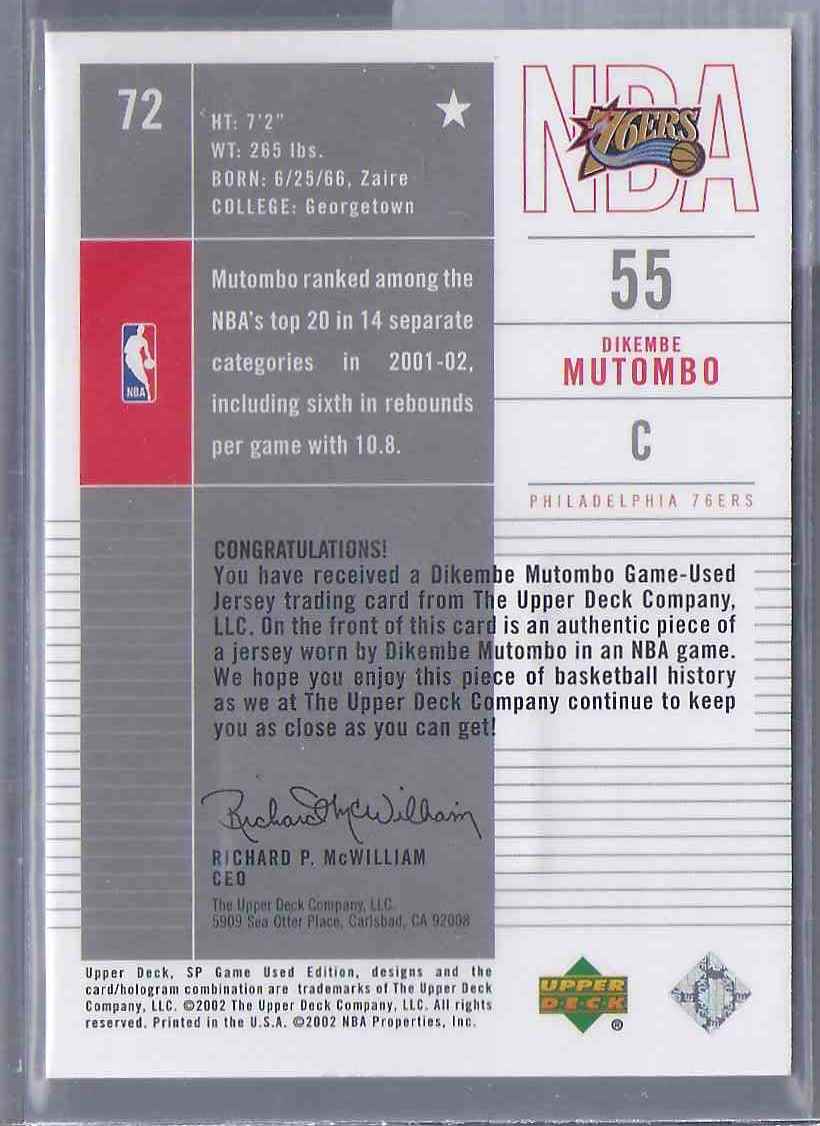 72
HT: 7'2"
WT: 265 lbs.
BORN: 6/25/66, Zaire
COLLEGE: Georgetown
NBA
76ERS
55
DIKEMBE
MUTOMBO
C
PHILADELPHIA 76ERS
Mutombo ranked among the
NBA's top 20 in 14 separate
categories in 2001-02,
including sixth in rebounds
per game with 10.8.
NBA
CONGRATULATIONS!
You have received a Dikembe Mutombo Game-Used
Jersey trading card from The Upper Deck Company,
LLC. On the front of this card is an authentic piece of
a jersey worn by Dikembe Mutombo in an NBA game.
We hope you enjoy this piece of basketball history
as we at The Upper Deck Company continue to keep
you as close as you can get!
Richard McWilliam
RICHARD P. McWILLIAM
CEO
The Upper Deck Company, LLC.
5909 Sea Otter Place, Carlsbad, CA 92008
Upper Deck, SP Game Used Edition, designs and the
card/hologram combination are trademarks of The Upper Deck
Company, LLC. ©2002 The Upper Deck Company, LLC. All rights
reserved. Printed in the U.S.A. ©2002 NBA Properties, Inc.
UPPER
DECK
®